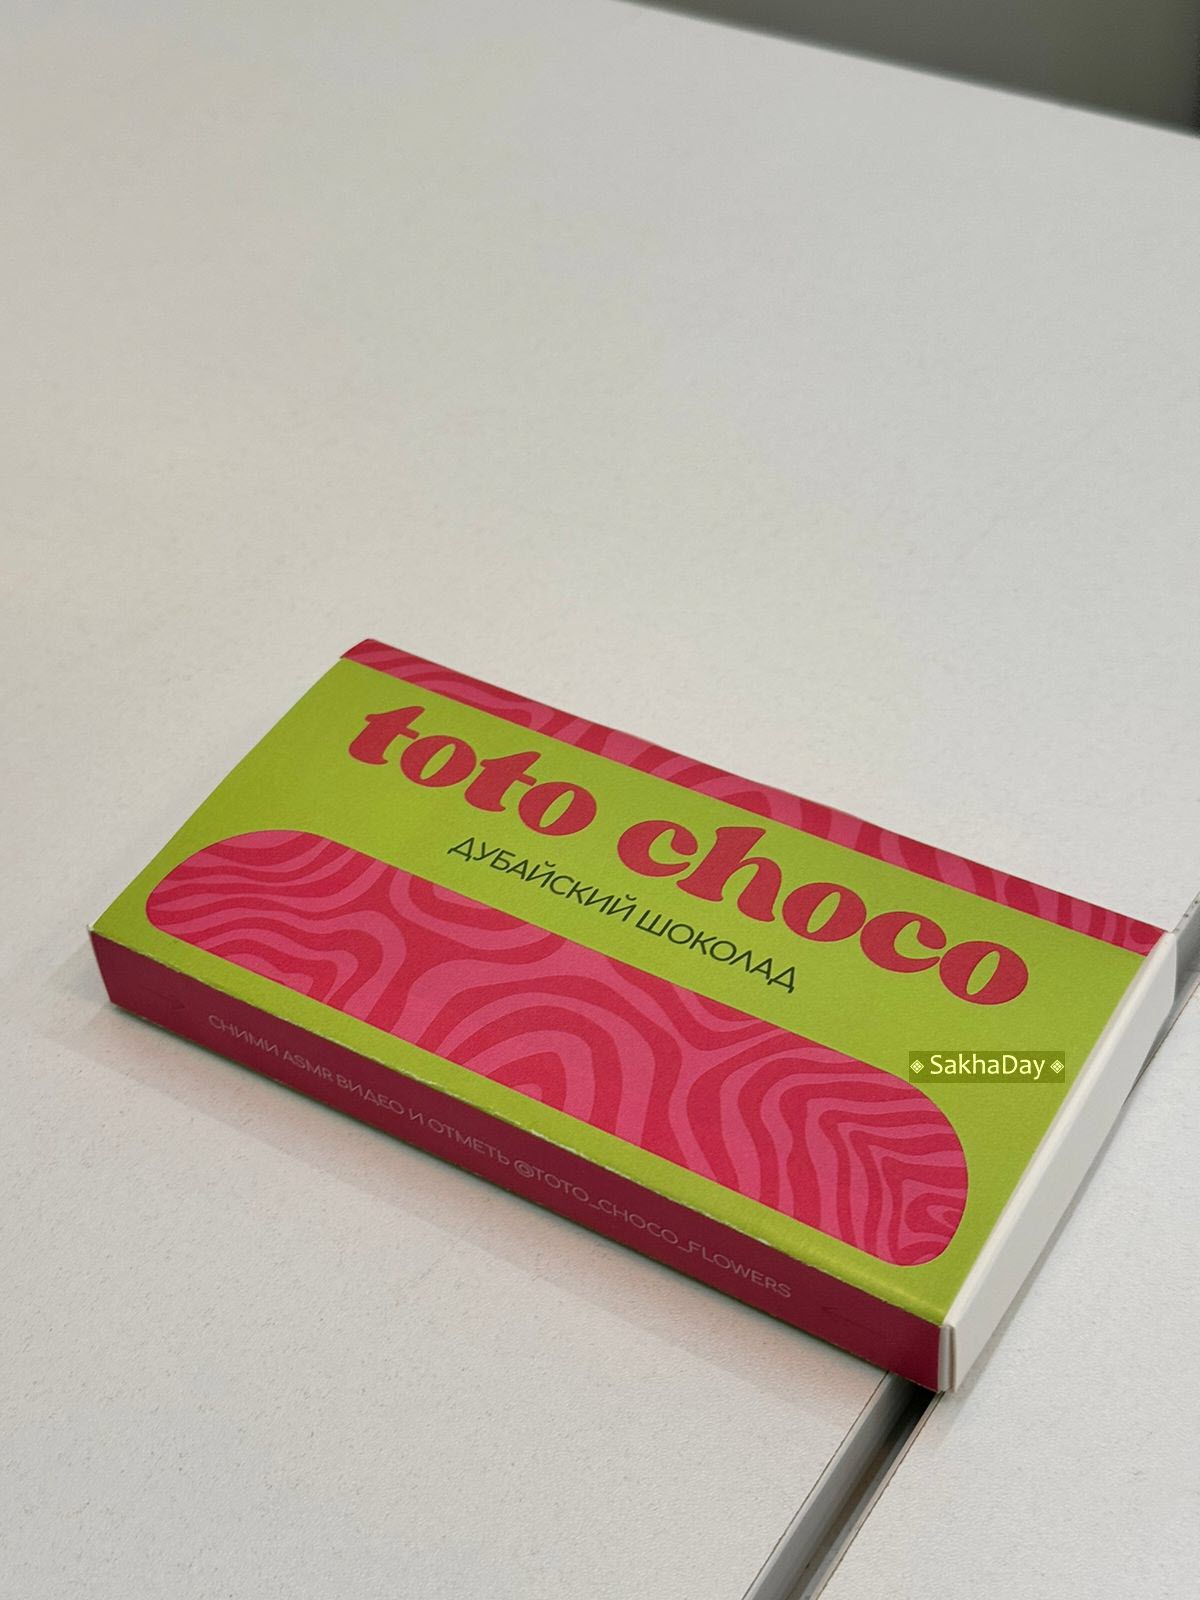 toto choco
ДУБАЙСКИЙ ШОКОЛАД
СНИМИ ASMR ВИДЕО И ОТМЕТЬ @TOTO_CHOCO_FLOWERS
SakhaDay